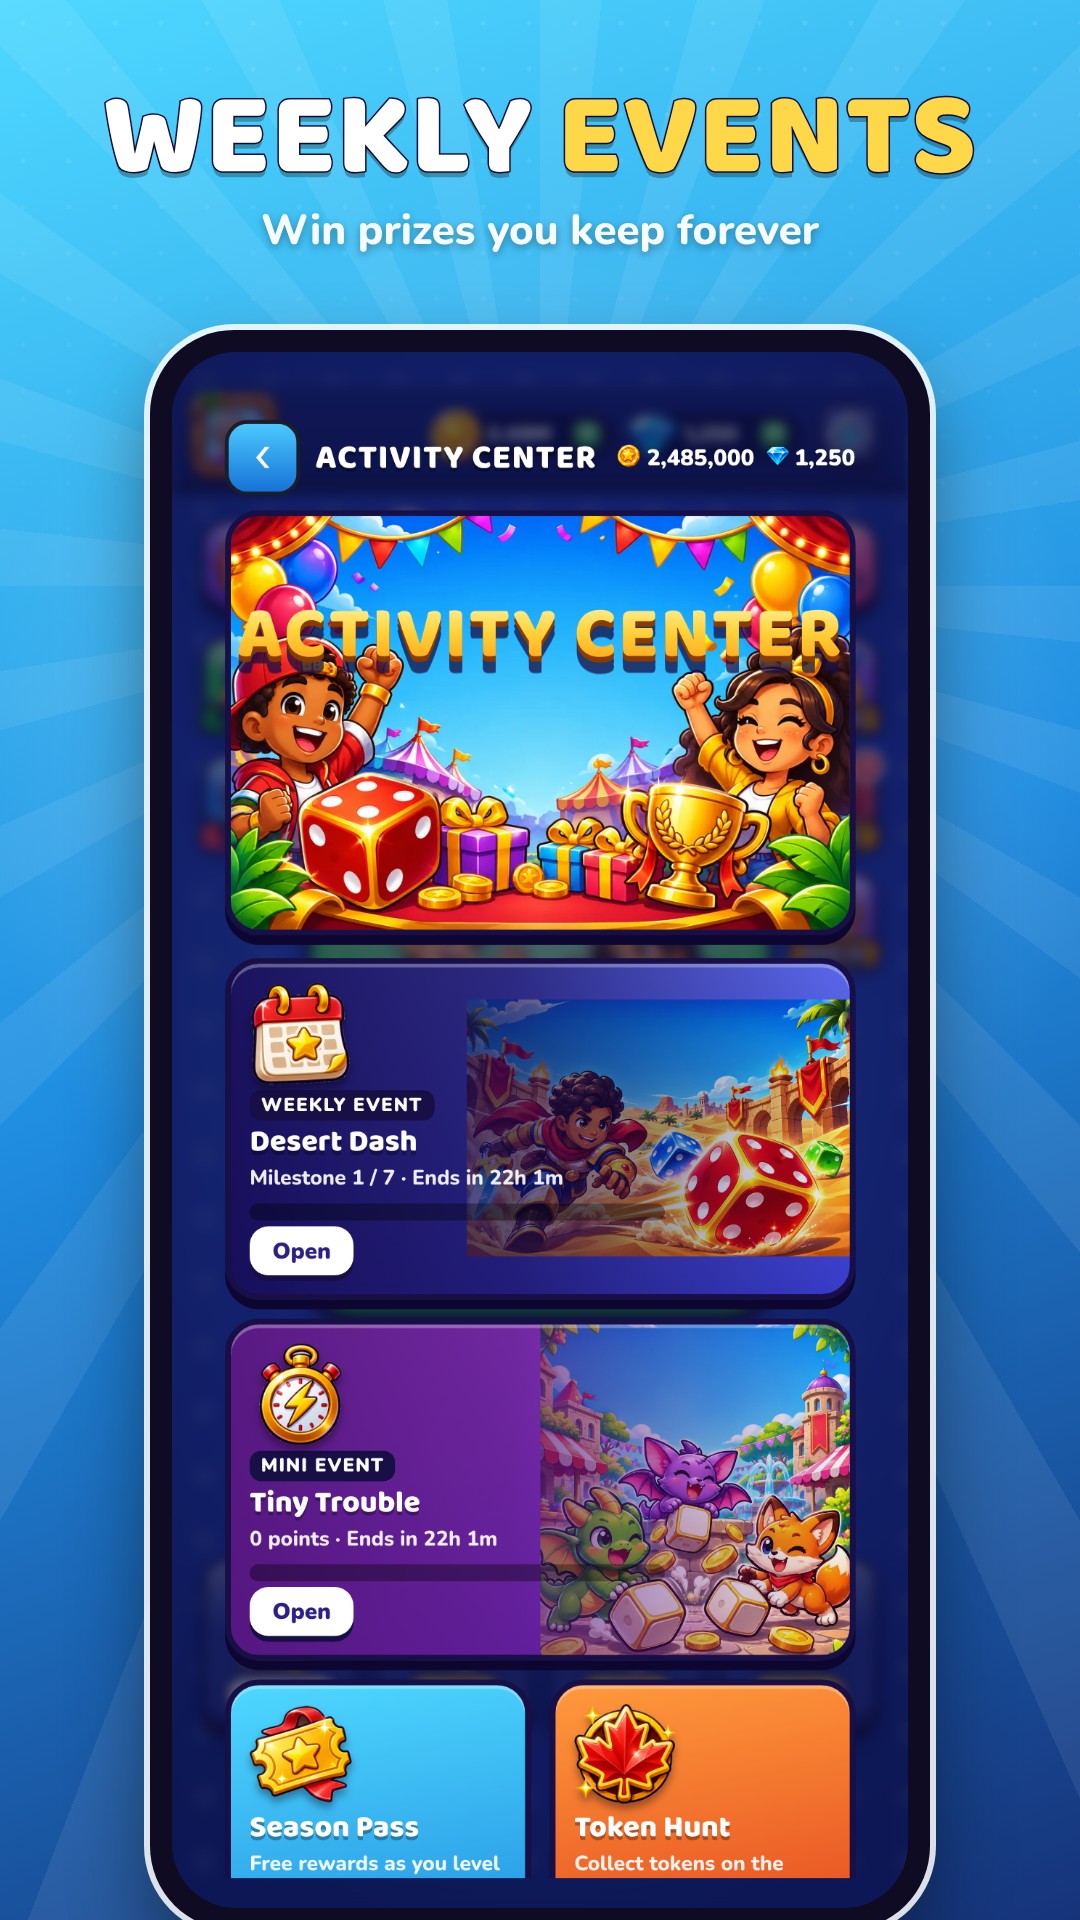 WEEKLY EVENTS
Win prizes you keep forever
ACTIVITY CENTER 2,485,000 1,250
ACTIVITY CENTER
WEEKLY EVENT
Desert Dash
Milestone 1 / 7 · Ends in 22h 1m
Open
MINI EVENT
Tiny Trouble
0 points · Ends in 22h 1m
Open
Season Pass
Free rewards as you level
Token Hunt
Collect tokens on the